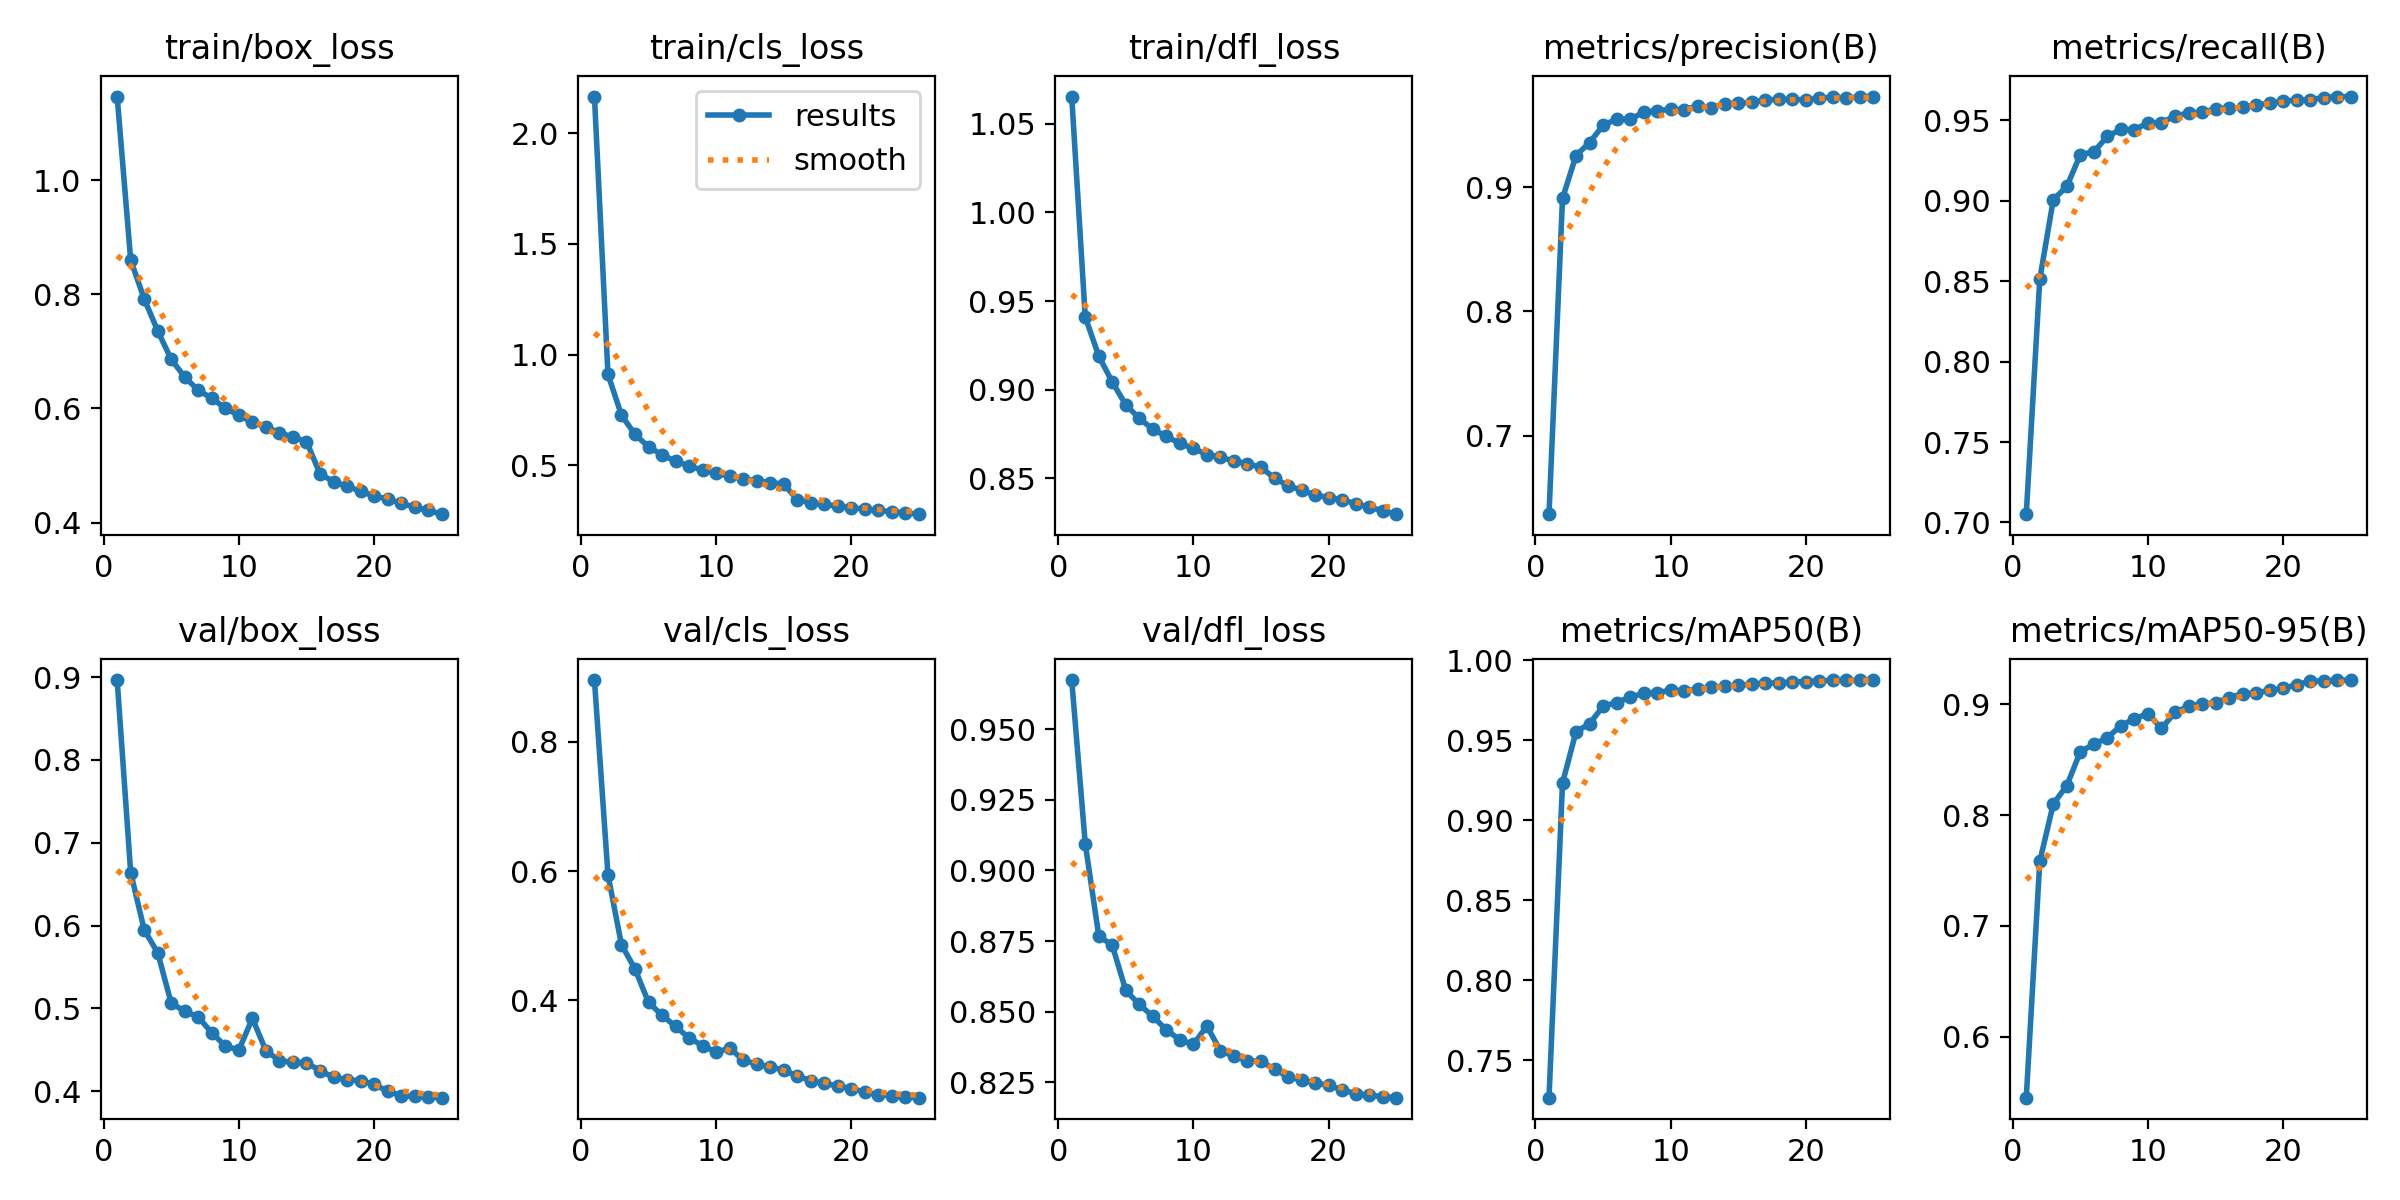 train/box_loss
1.0
0.8
0.6
0.4
0 10 20
train/cls_loss
results
smooth
2.0
1.5
1.0
0.5
0 10 20
train/dfl_loss
1.05
1.00
0.95
0.90
0.85
0 10 20
metrics/precision(B)
0.9
0.8
0.7
0 10 20
metrics/recall(B)
0.95
0.90
0.85
0.80
0.75
0.70
0 10 20
val/box_loss
0.9
0.8
0.7
0.6
0.5
0.4
0 10 20
val/cls_loss
0.8
0.6
0.4
0 10 20
val/dfl_loss
0.950
0.925
0.900
0.875
0.850
0.825
0 10 20
metrics/mAP50(B)
1.00
0.95
0.90
0.85
0.80
0.75
0 10 20
metrics/mAP50-95(B)
0.9
0.8
0.7
0.6
0 10 20